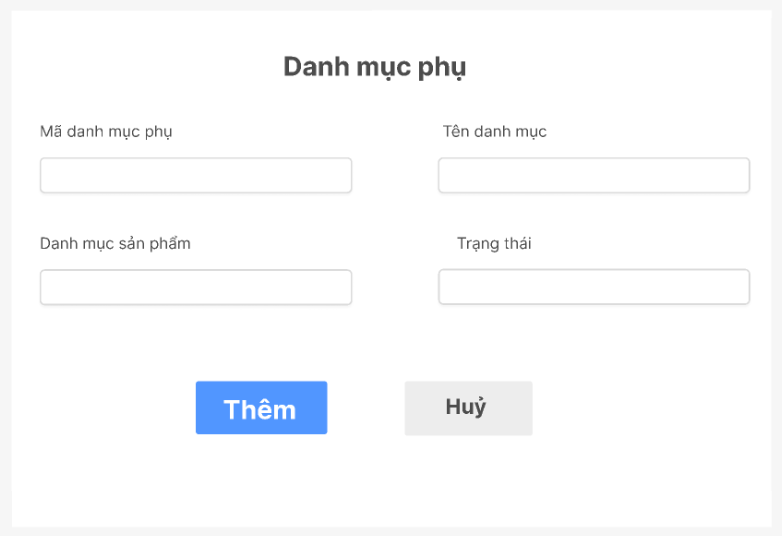 Danh mục phụ
Mã danh mục phụ
Tên danh mục
Danh mục sản phẩm
Trạng thái
Thêm
Huỷ